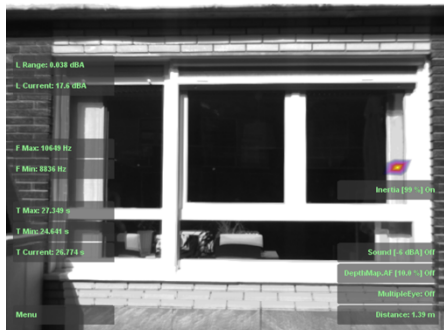 L Range: 0.038 dBA
L Current: 17.6 dBA
F Max: 10649 Hz
F Min: 8836 Hz
Inertia [99 %] On
T Max: 27.349 s
T Min: 24.641 s
T Current: 26.774 s
Sound [-6 dBA] Off
DepthMap.AF [10.0 %] Off
MultipleEye: Off
Menu
Distance: 1.39 m